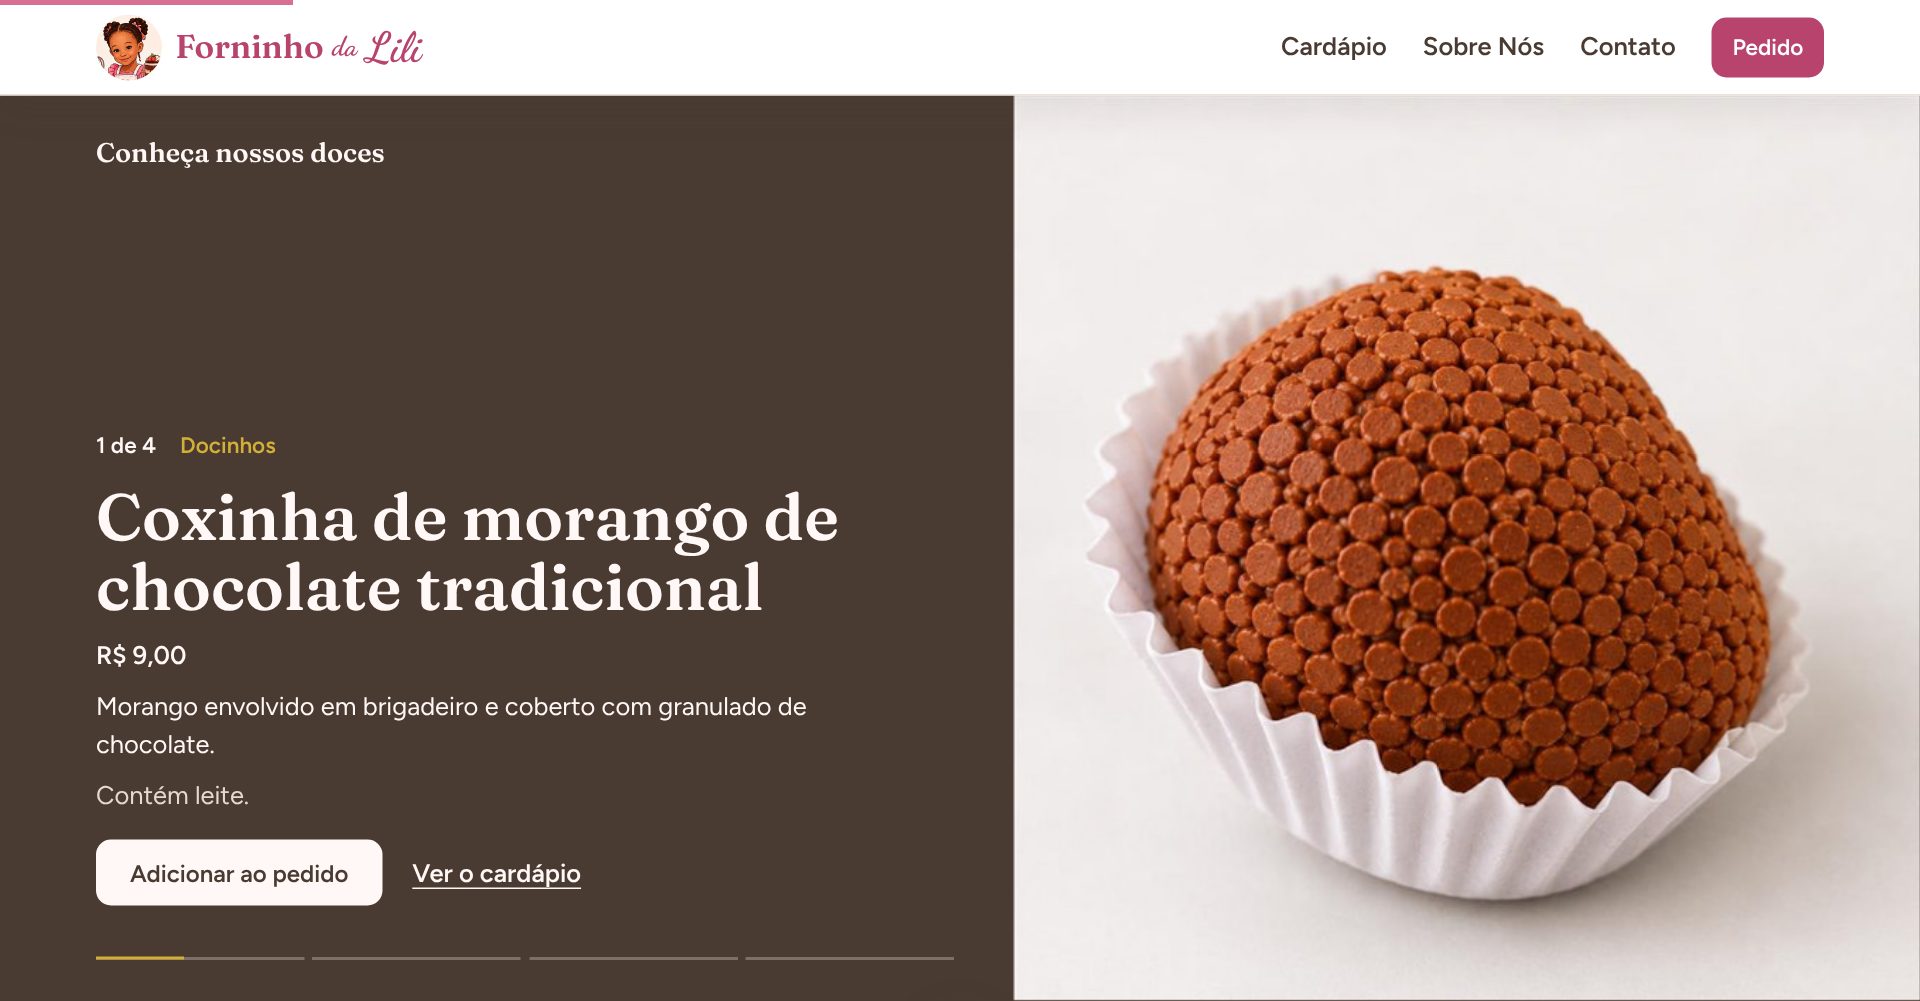 Forninho da Lili
Cardápio
Sobre Nós
Contato
Pedido
Conheça nossos doces
1 de 4 Docinhos
Coxinha de morango de
chocolate tradicional
R$ 9,00
Morango envolvido em brigadeiro e coberto com granulado de
chocolate.
Contém leite.
Adicionar ao pedido
Ver o cardápio